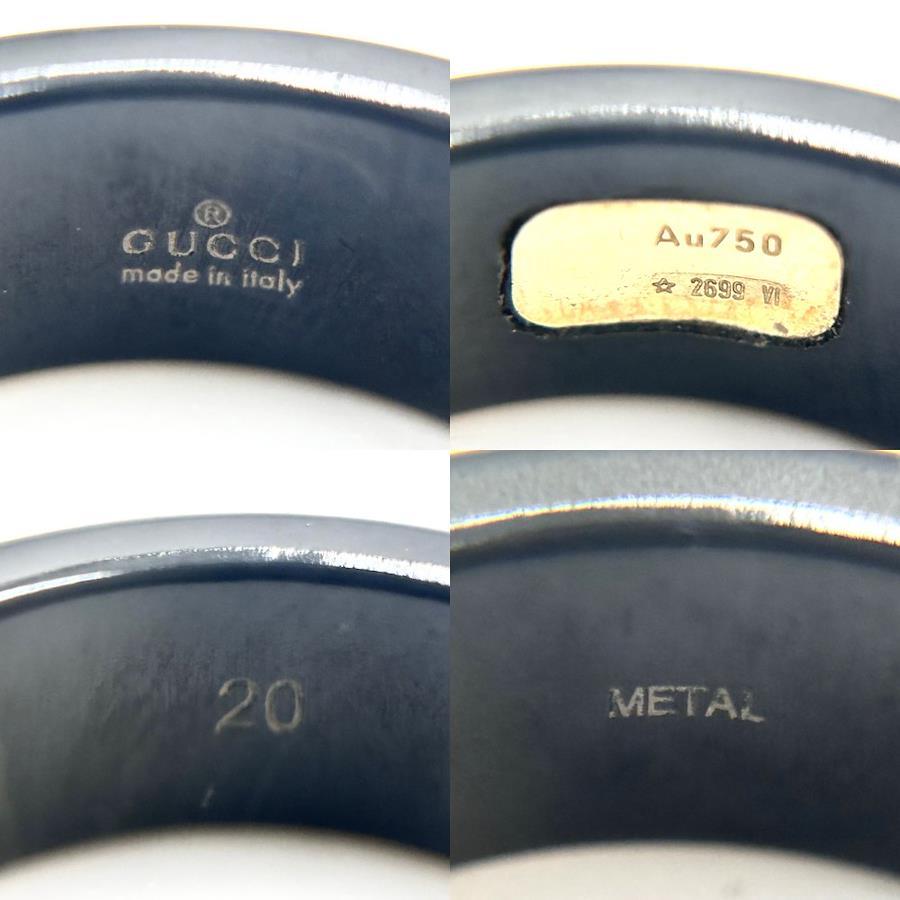 ®
GUCCI
made in italy
Au750
☆ 2699 VI
20
METAL